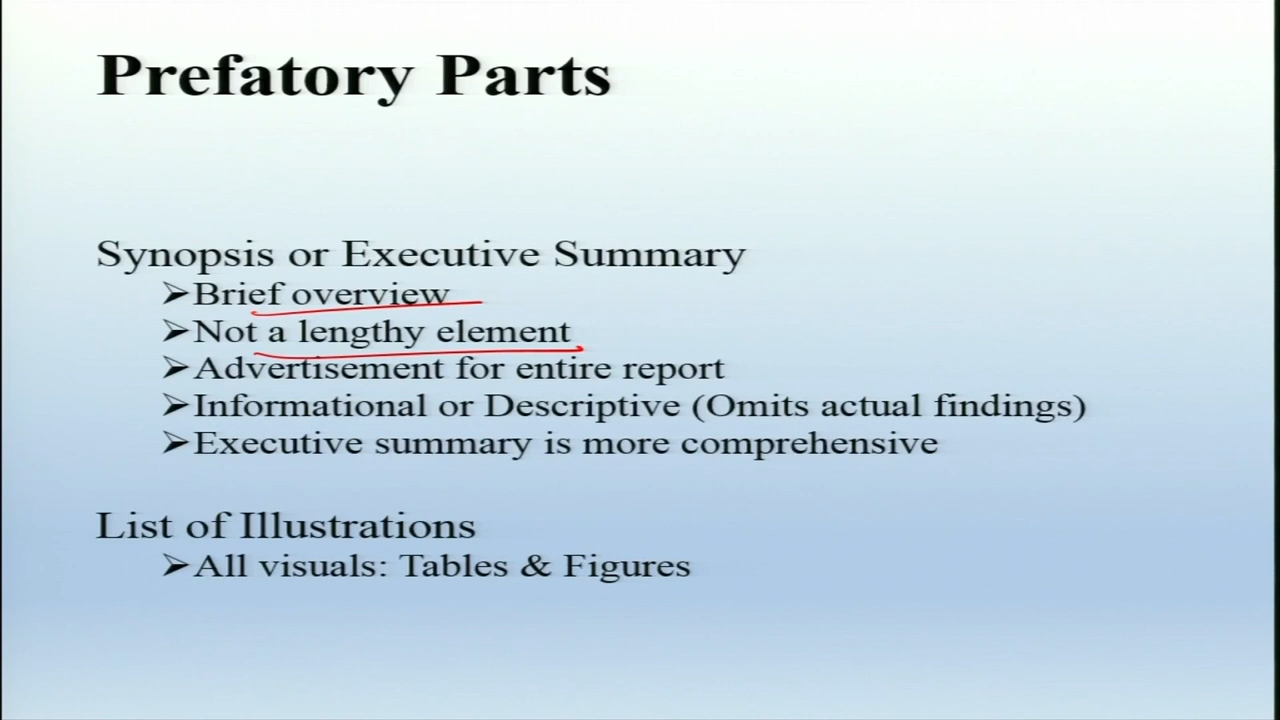 Prefatory Parts
Synopsis or Executive Summary
➢Brief overview
➢Not a lengthy element
➢Advertisement for entire report
➢Informational or Descriptive (Omits actual findings)
➢Executive summary is more comprehensive
List of Illustrations
➢All visuals: Tables & Figures